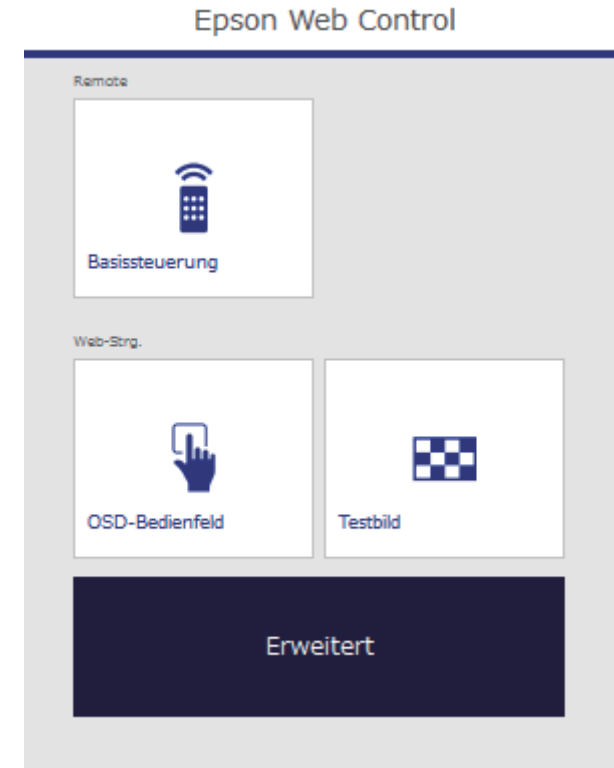 Epson Web Control
Remote
Basissteuerung
Web-Strg.
OSD-Bedienfeld
Testbild
Erweitert